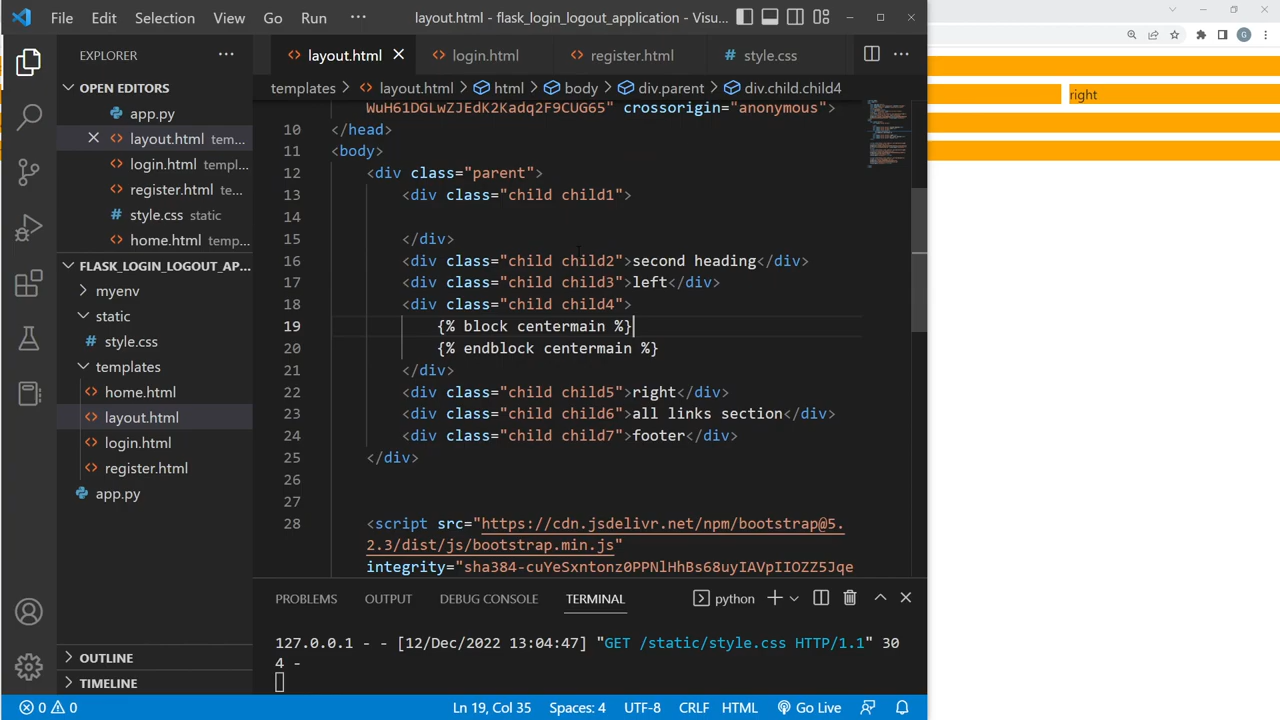 File Edit Selection View Go Run ··· layout.html - flask_login_logout_application - Visu...
EXPLORER ···
OPEN EDITORS
app.py
layout.html tem...
login.html templ...
register.html te...
style.css static
home.html temp...
FLASK_LOGIN_LOGOUT_AP...
myenv
static
style.css
templates
home.html
layout.html
login.html
register.html
app.py
OUTLINE
TIMELINE
layout.html login.html register.html # style.css ···
templates > layout.html > html > body > div.parent > div.child.child4
WuH61DGLwZJEdK2Kadq2F9CUG65" crossorigin="anonymous">
10 </head>
11 <body>
12 <div class="parent">
13 <div class="child child1">
14
15 </div>
16 <div class="child child2">second heading</div>
17 <div class="child child3">left</div>
18 <div class="child child4">
19 {% block centermain %}
20 {% endblock centermain %}
21 </div>
22 <div class="child child5">right</div>
23 <div class="child child6">all links section</div>
24 <div class="child child7">footer</div>
25 </div>
26
27
28 <script src="https://cdn.jsdelivr.net/npm/bootstrap@5.
2.3/dist/js/bootstrap.min.js"
integrity="sha384-cuYeSxntonz0PPNlHhBs68uyIAVpIIOZZ5Jqe
PROBLEMS OUTPUT DEBUG CONSOLE TERMINAL python
127.0.0.1 - - [12/Dec/2022 13:04:47] "GET /static/style.css HTTP/1.1" 30
4 -
0 0 Ln 19, Col 35 Spaces: 4 UTF-8 CRLF HTML Go Live
G
right